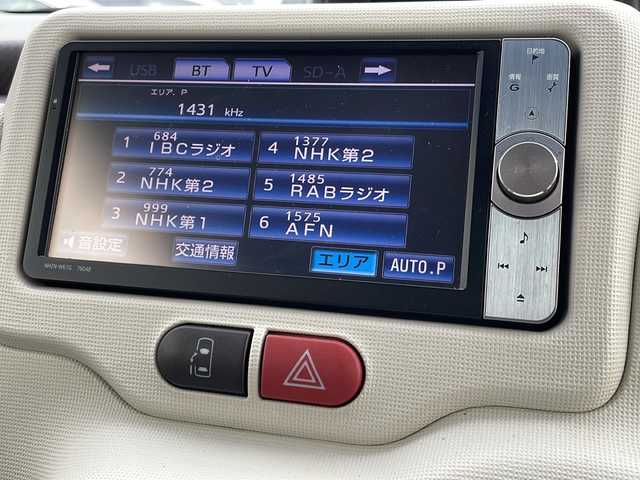 USB BT TV SD-A
エリア. P
1431 kHz
1 684 IBCラジオ
2 774 NHK第2
3 999 NHK第1
4 1377 NHK第2
5 1485 RABラジオ
6 1575 AFN
音設定 交通情報 エリア AUTO.P
目的地
情報 画質
G